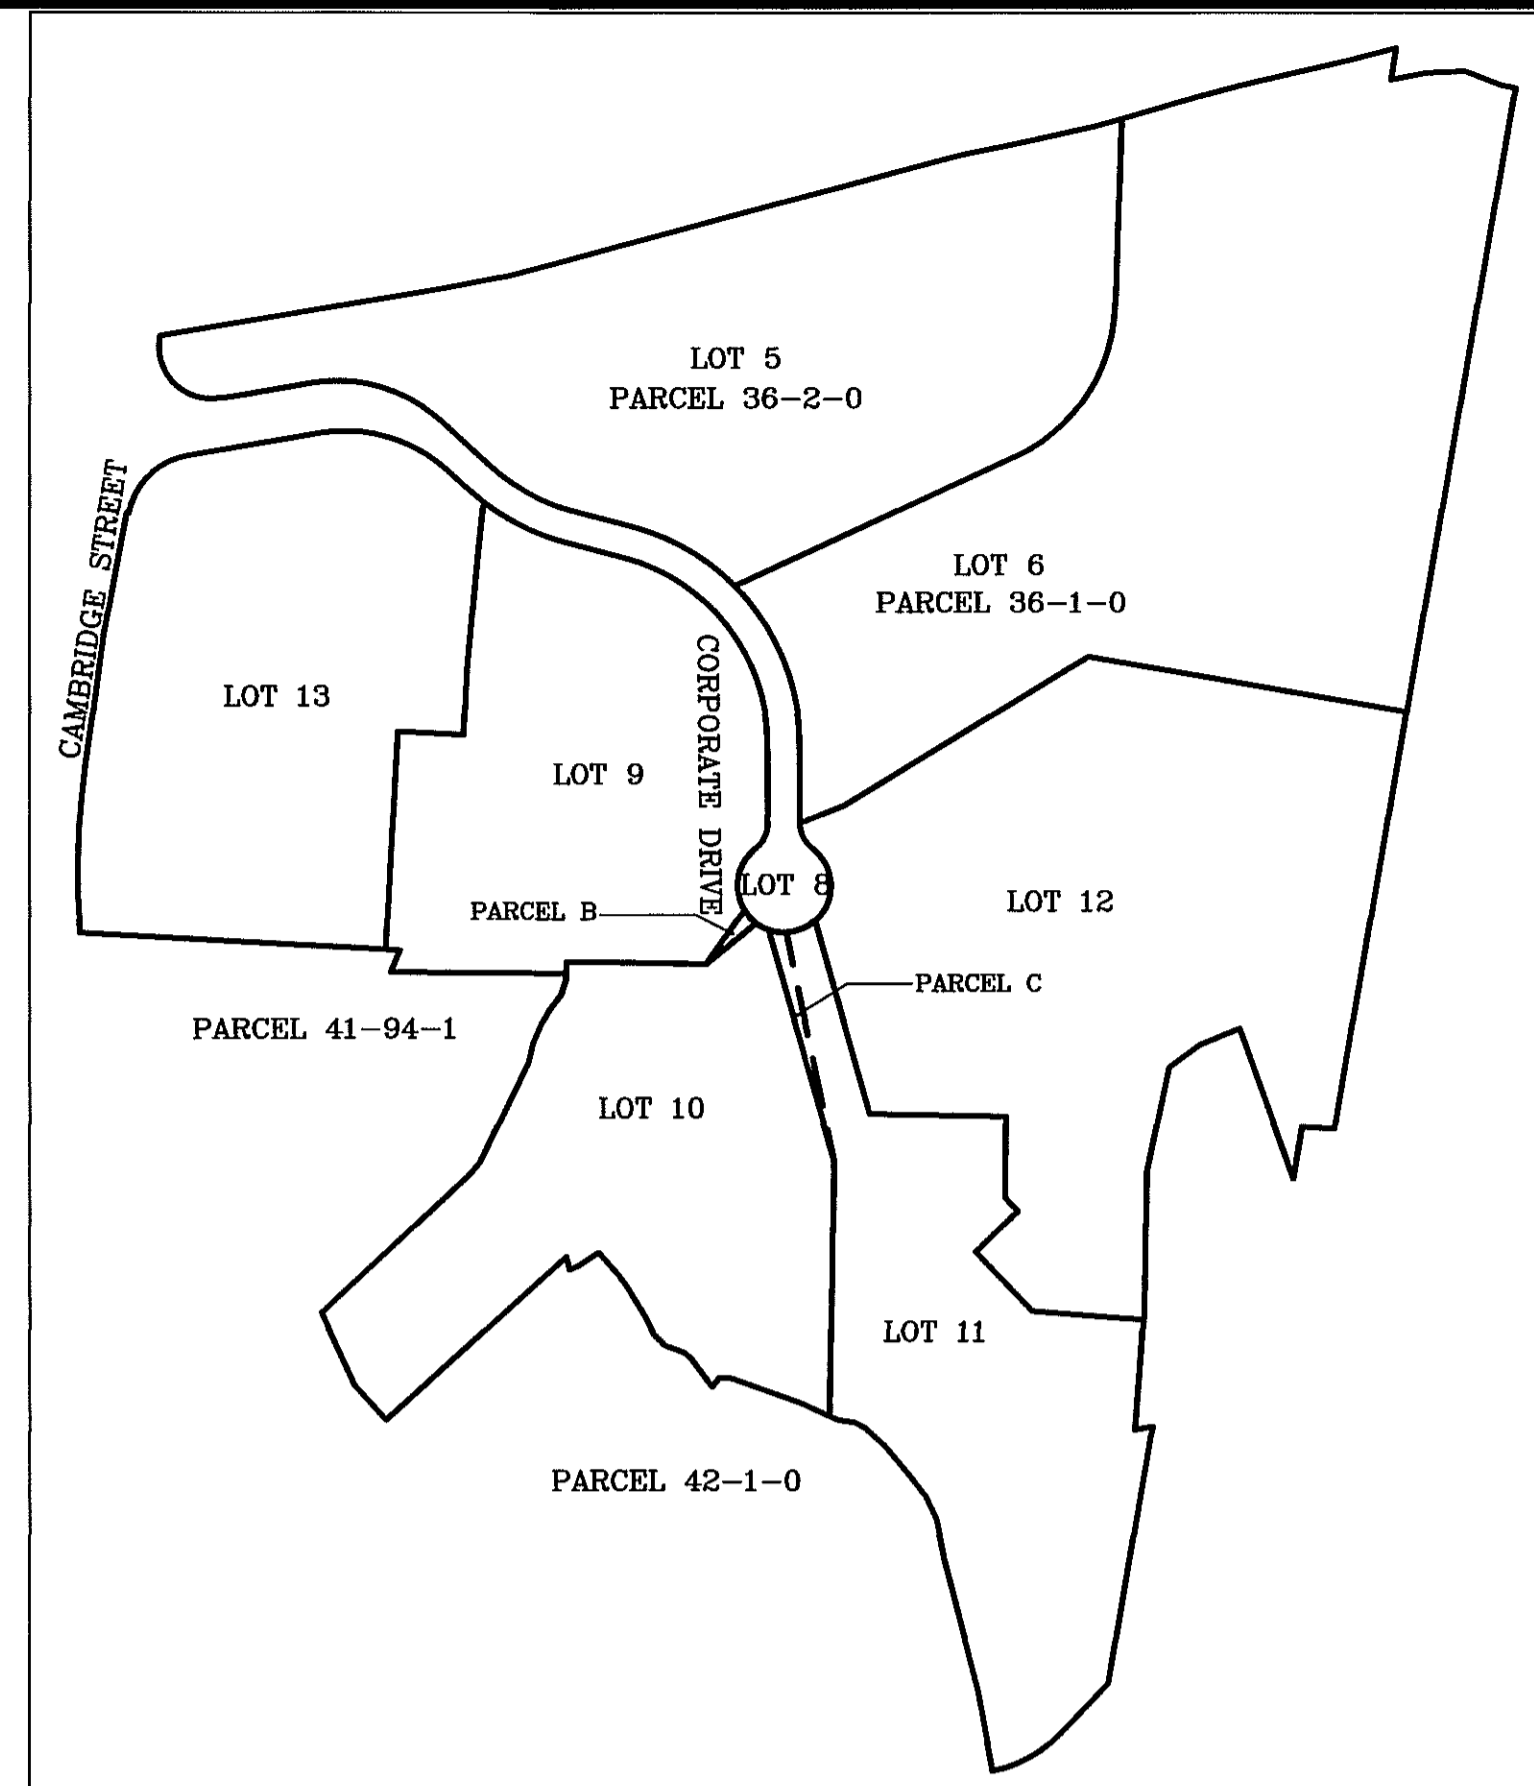 LOT 5
PARCEL 36-2-0
LOT 6
PARCEL 36-1-0
CAMBRIDGE STREET
LOT 13
CORPORATE DRIVE
LOT 9
LOT 8
LOT 12
PARCEL B
PARCEL C
PARCEL 41-94-1
LOT 10
LOT 11
PARCEL 42-1-0